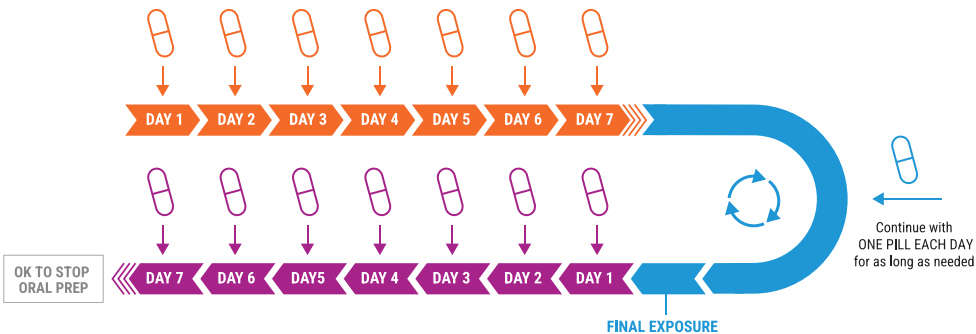 DAY 1 DAY 2 DAY 3 DAY 4 DAY 5 DAY 6 DAY 7
Continue with
ONE PILL EACH DAY
for as long as needed
FINAL EXPOSURE
DAY 7 DAY 6 DAY5 DAY 4 DAY 3 DAY 2 DAY 1
OK TO STOP
ORAL PREP